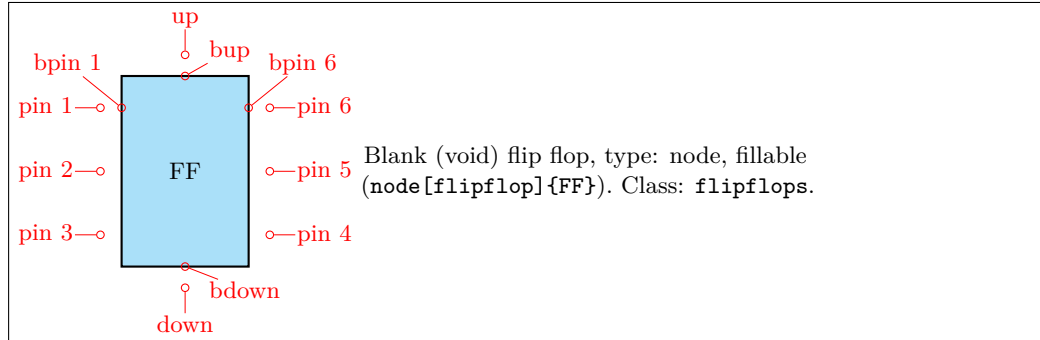 up
bup
bpin 1
bpin 6
pin 1
pin 6
pin 2
FF
pin 5
pin 3
pin 4
bdown
down
Blank (void) flip flop, type: node, fillable
(node[flipflop]{FF}). Class: flipflops.